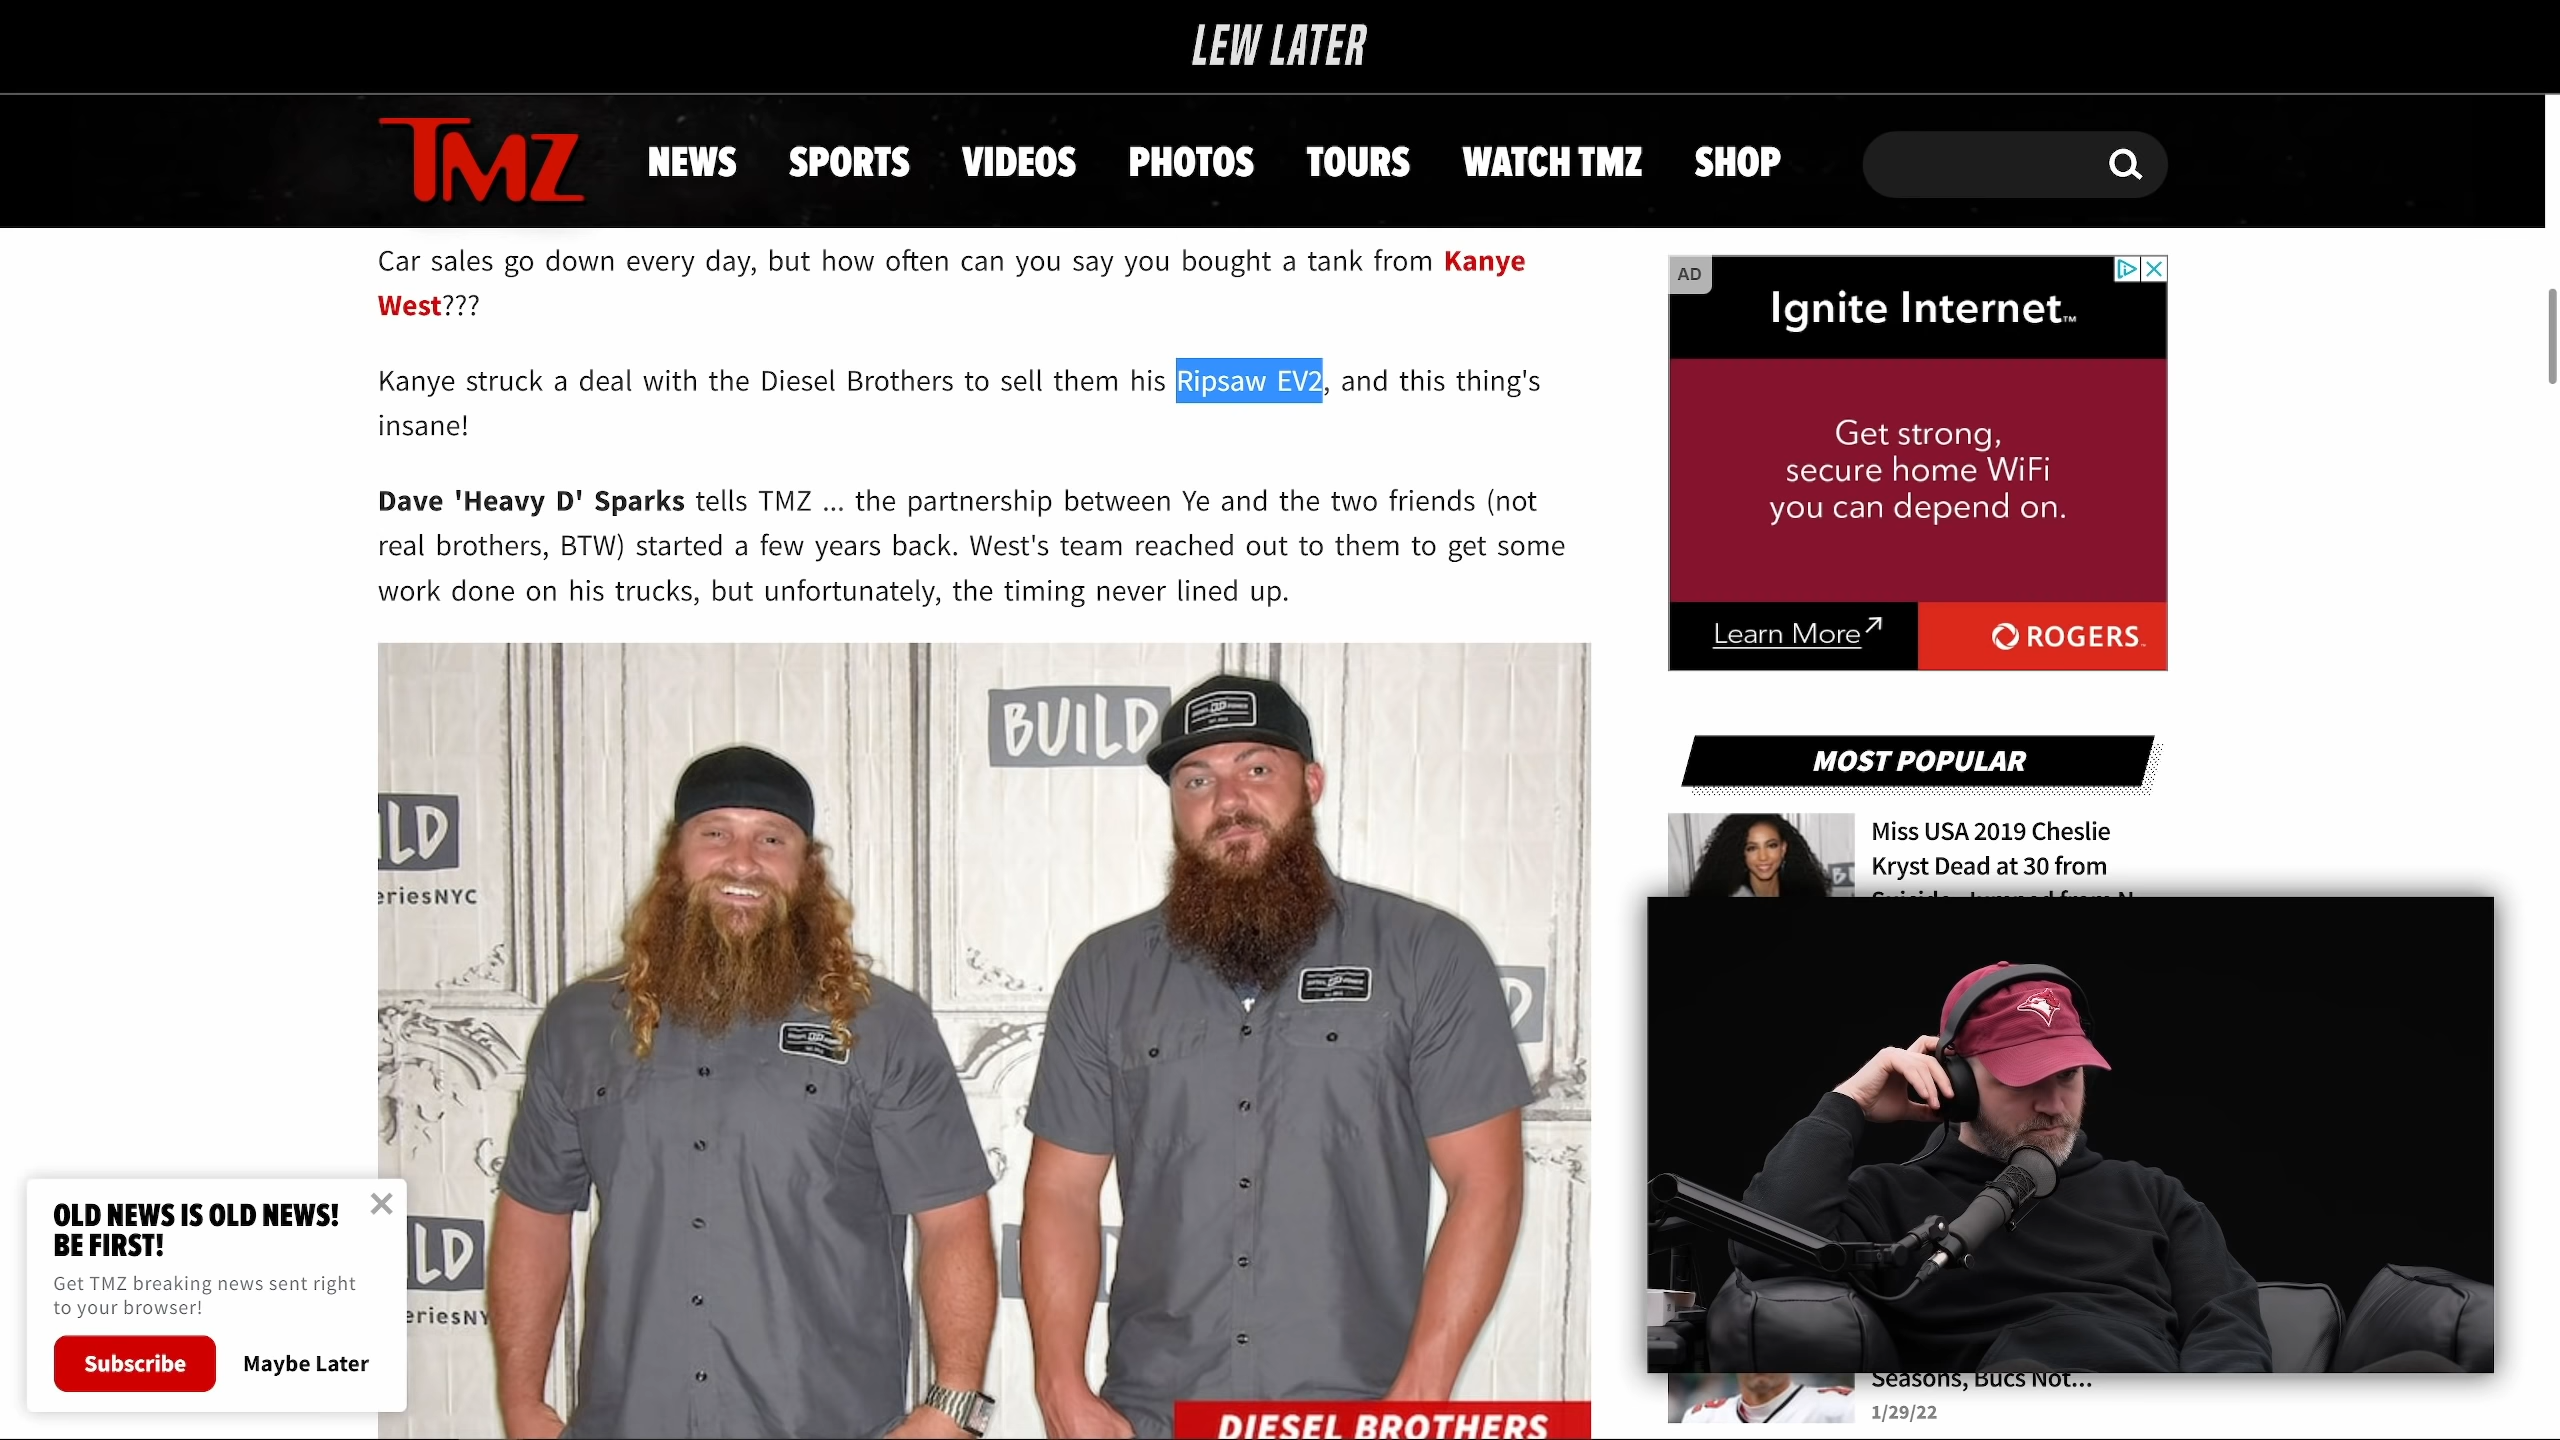 LEW LATER
TMZ
NEWS SPORTS VIDEOS PHOTOS TOURS WATCH TMZ SHOP
Car sales go down every day, but how often can you say you bought a tank from Kanye
West???
Kanye struck a deal with the Diesel Brothers to sell them his Ripsaw EV2, and this thing's
insane!
Dave 'Heavy D' Sparks tells TMZ ... the partnership between Ye and the two friends (not
real brothers, BTW) started a few years back. West's team reached out to them to get some
work done on his trucks, but unfortunately, the timing never lined up.
BUILD
LD
eriesNYC
D
LD
eriesNY
BUILD
DIESEL BROTHERS
AD
Ignite Internet™
Get strong,
secure home WiFi
you can depend on.
Learn More
ROGERS™
MOST POPULAR
Miss USA 2019 Cheslie
Kryst Dead at 30 from
Seasons, Bucs Not...
1/29/22
OLD NEWS IS OLD NEWS!
BE FIRST!
Get TMZ breaking news sent right
to your browser!
Subscribe
Maybe Later